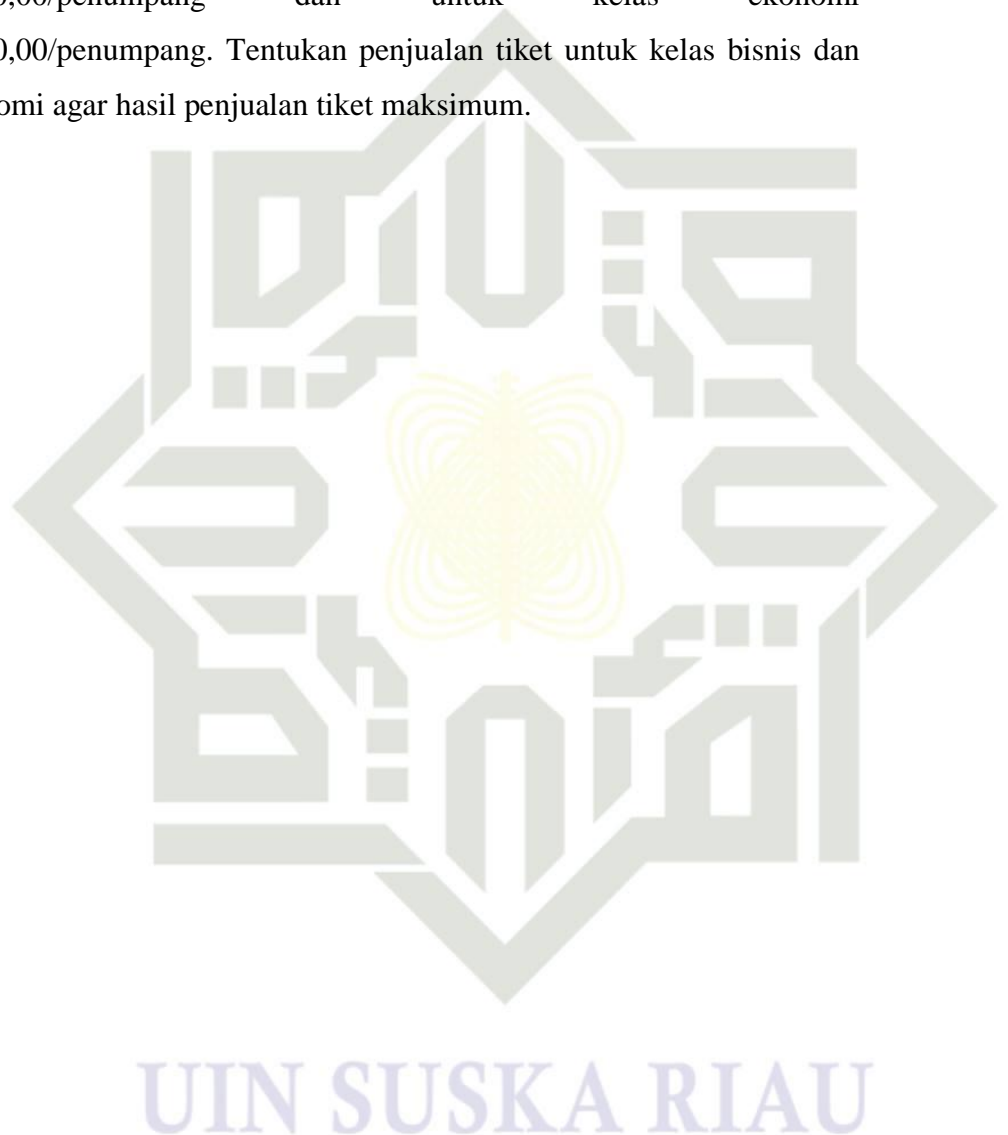 0,00/penumpang dan untuk kelas ekonomi
0,00/penumpang. Tentukan penjualan tiket untuk kelas bisnis dan
omi agar hasil penjualan tiket maksimum.
UIN SUSKA RIAU